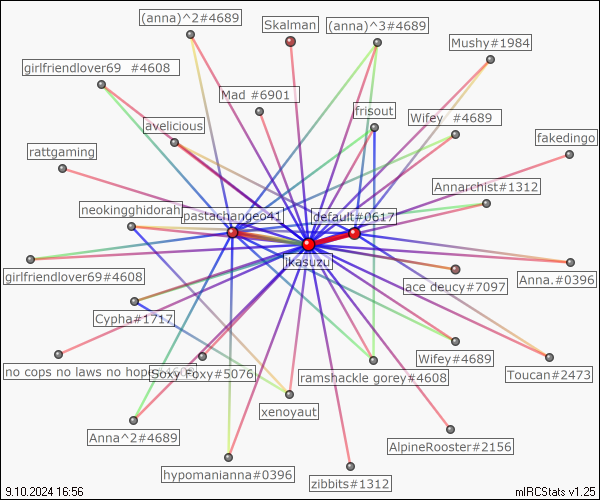 (anna)^2#4689
Skalman
(anna)^3#4689
Mushy#1984
girlfriendlover69 #4608
Mad #6901
frisout
Wifey #4689
avelicious
fakedingo
rattgaming
Annarchist#1312
neokingghidorah
pastachangeo41
default#0617
ikasuzu
girlfriendlover69#4608
ace deucy#7097
Anna.#0396
Cypha#1717
Wifey#4689
no cops no laws no hope#4608
Soxy Foxy#5076
ramshackle gorey#4608
Toucan#2473
xenoyaut
Anna^2#4689
AlpineRooster#2156
hypomanianna#0396
zibbits#1312
9.10.2024 16:56
mIRCStats v1.25